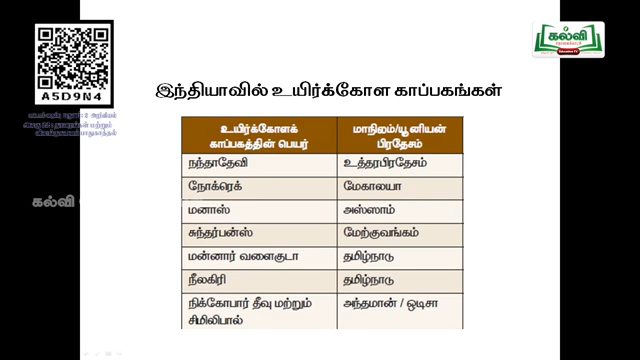 கல்வி
A5D9N4
இந்தியாவில் உயிர்க்கோள காப்பகங்கள்
உயிர்க்கோளக் காப்பகத்தின் பெயர் மாநிலம்/யூனியன் பிரதேசம்
நந்தாதேவி உத்தரபிரதேசம்
நோக்ரெக் மேகாலயா
மனாஸ் அஸ்ஸாம்
சுந்தர்பன்ஸ் மேற்குவங்கம்
மன்னார் வளைகுடா தமிழ்நாடு
நீலகிரி தமிழ்நாடு
நிக்கோபார் தீவு மற்றும் சிமிலிபால் அந்தமான் / ஒடிசா
கல்வி